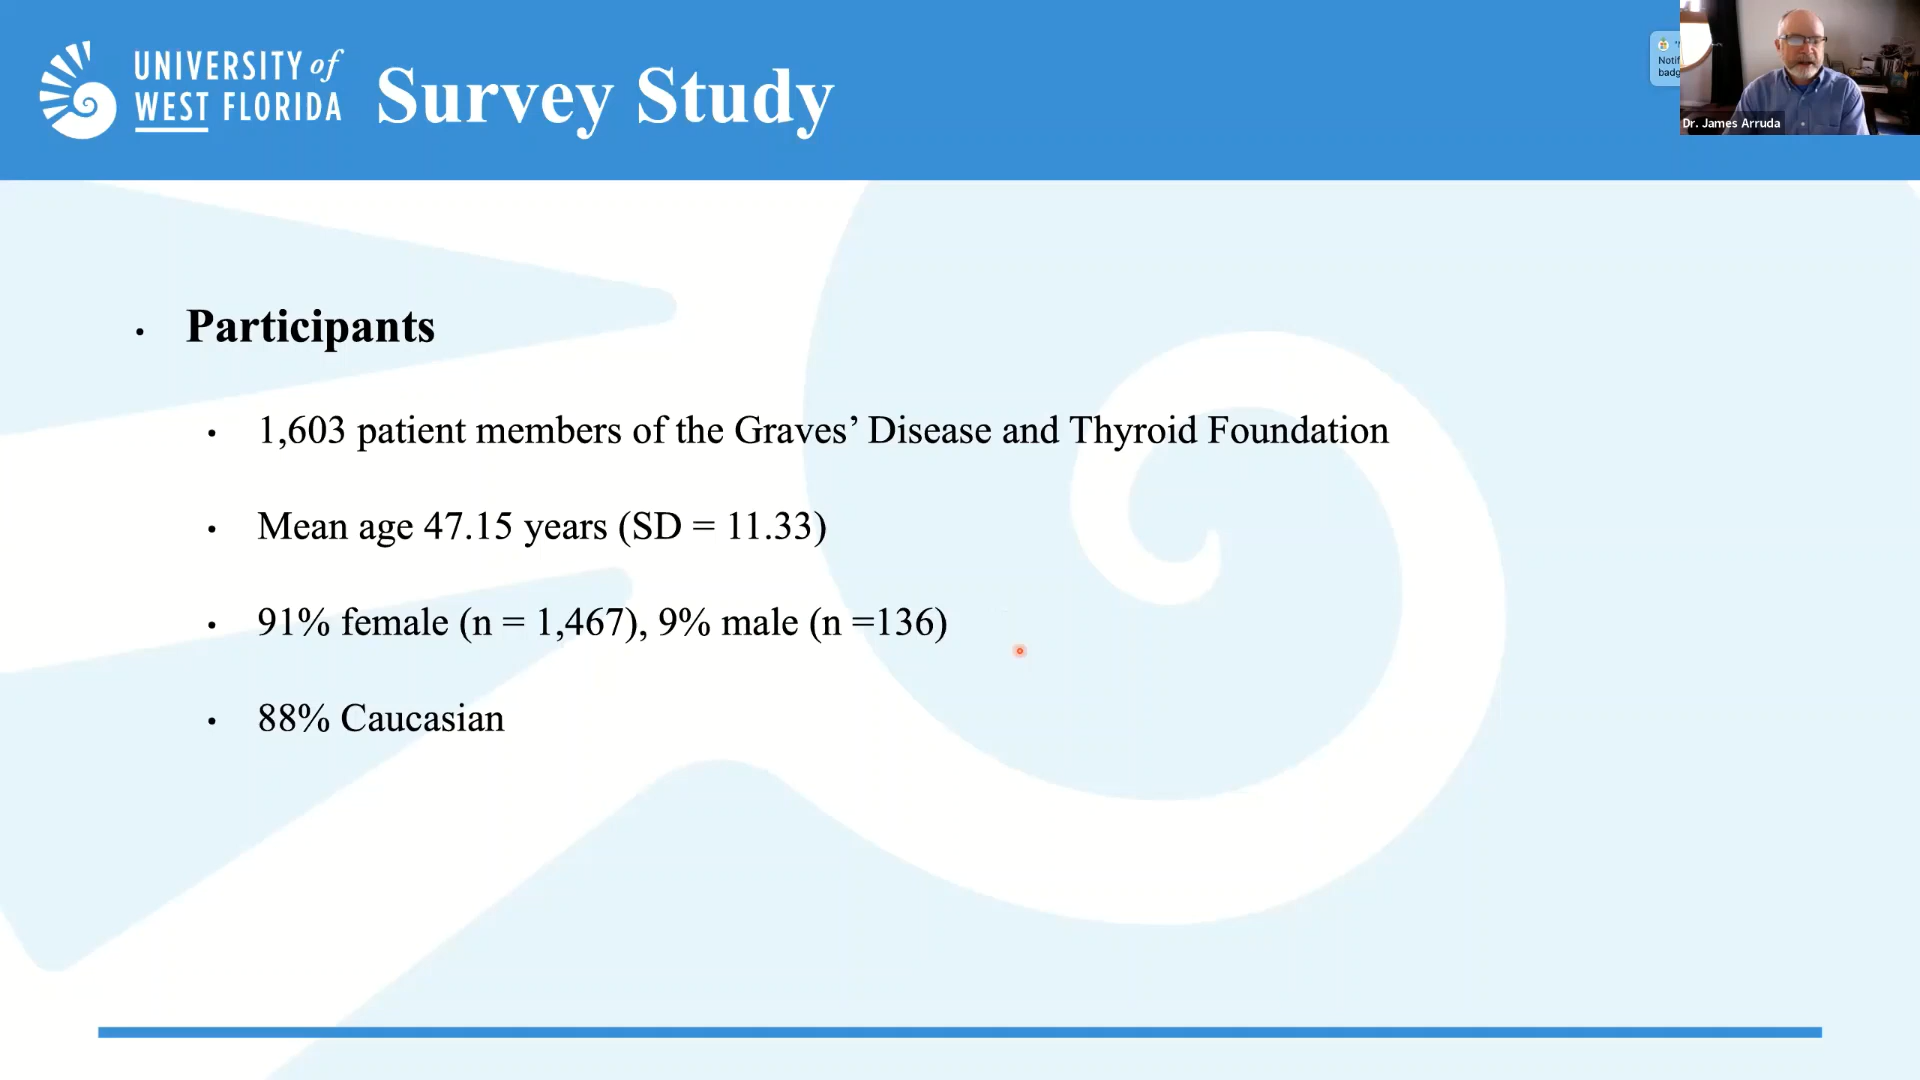 UNIVERSITY of
WEST FLORIDA
Survey Study
Notif
badg
Dr. James Arruda
• Participants
• 1,603 patient members of the Graves’ Disease and Thyroid Foundation
• Mean age 47.15 years (SD = 11.33)
• 91% female (n = 1,467), 9% male (n =136)
• 88% Caucasian